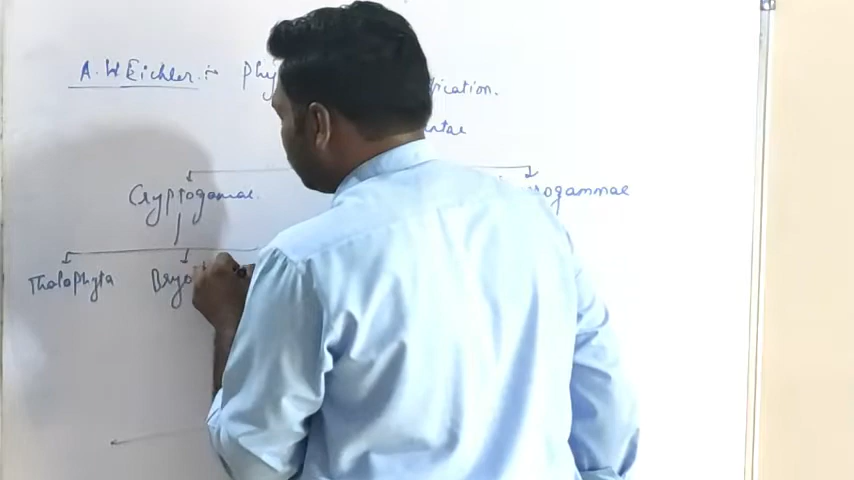 A. W Eichler :- Phy fication.
ntae
Cryptogamae. ogammae
Thalophyta Bryo